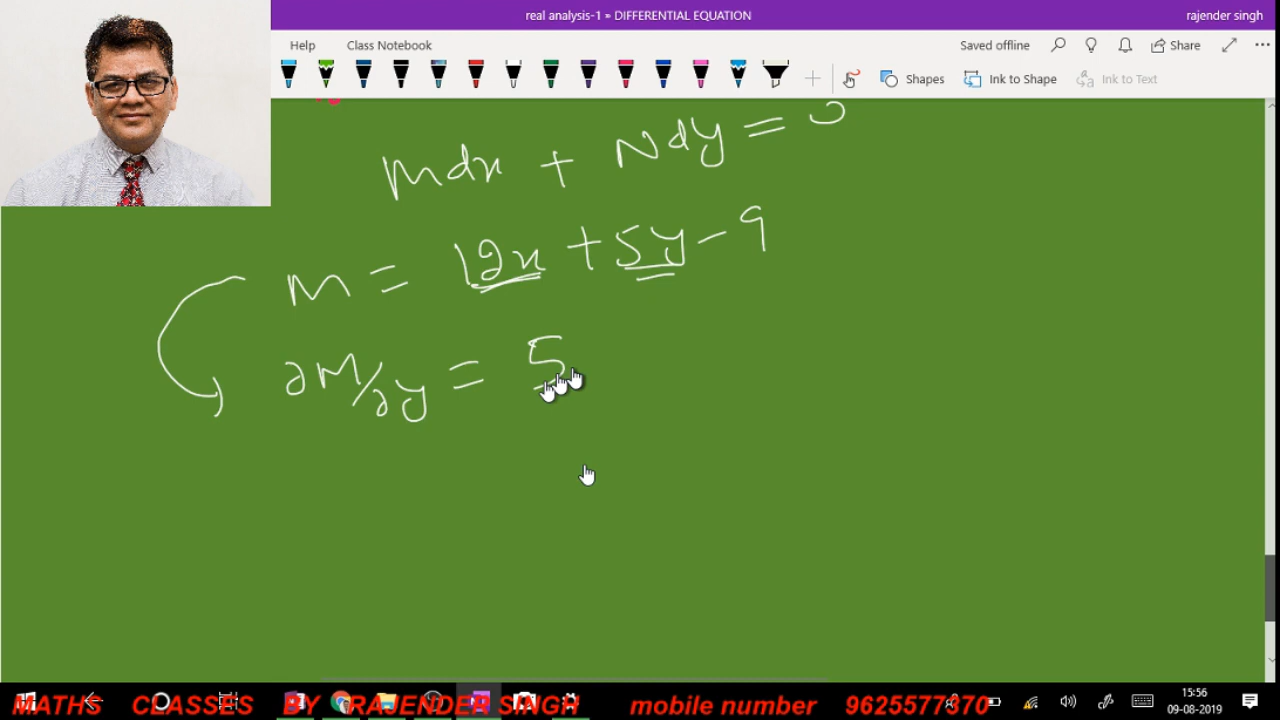 real analysis-1 » DIFFERENTIAL EQUATION
rajender singh
Help Class Notebook Saved offline Share
Shapes Ink to Shape Ink to Text
Mdx + Ndy = 0
M = 12x + 5y - 9
∂M/∂y = 5
15:56
09-08-2019
MATHS CLASSES BY RAJENDER SINGH mobile number 9625577370